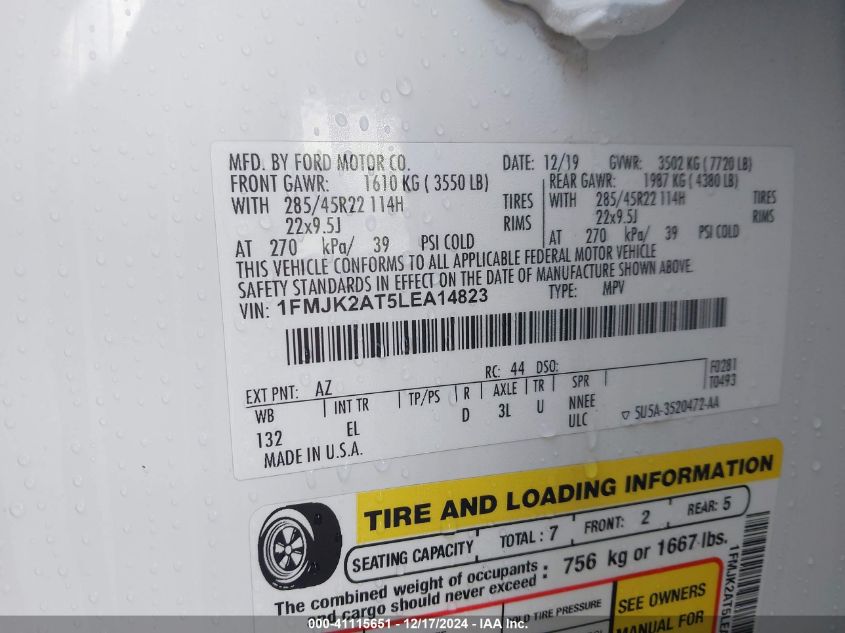 MFD. BY FORD MOTOR CO. DATE: 12/19 GVWR: 3502 KG ( 7720 LB)
FRONT GAWR: 1610 KG ( 3550 LB) REAR GAWR: 1987 KG ( 4380 LB)
WITH 285/45R22 114H TIRES WITH 285/45R22 114H TIRES
22x9.5J RIMS 22x9.5J RIMS
AT 270 kPa/ 39 PSI COLD AT 270 kPa/ 39 PSI COLD
THIS VEHICLE CONFORMS TO ALL APPLICABLE FEDERAL MOTOR VEHICLE
SAFETY STANDARDS IN EFFECT ON THE DATE OF MANUFACTURE SHOWN ABOVE.
VIN: 1FMJK2AT5LEA14823 TYPE: MPV
F0281
EXT PNT: AZ RC: 44 DSO: T0493
WB INT TR TP/PS R AXLE TR SPR
132 EL D 3L U NNEE
ULC
MADE IN U.S.A. 5U5A-3520472-AA
TIRE AND LOADING INFORMATION
SEATING CAPACITY TOTAL : 7 FRONT: 2 REAR: 5
The combined weight of occupants
and cargo should never exceed : 756 kg or 1667 lbs.
TIRE PRESSURE SEE OWNERS
MANUAL FOR
1FMJK2AT5LE
00-41115651 - 12/17/2024 - IAA Inc.